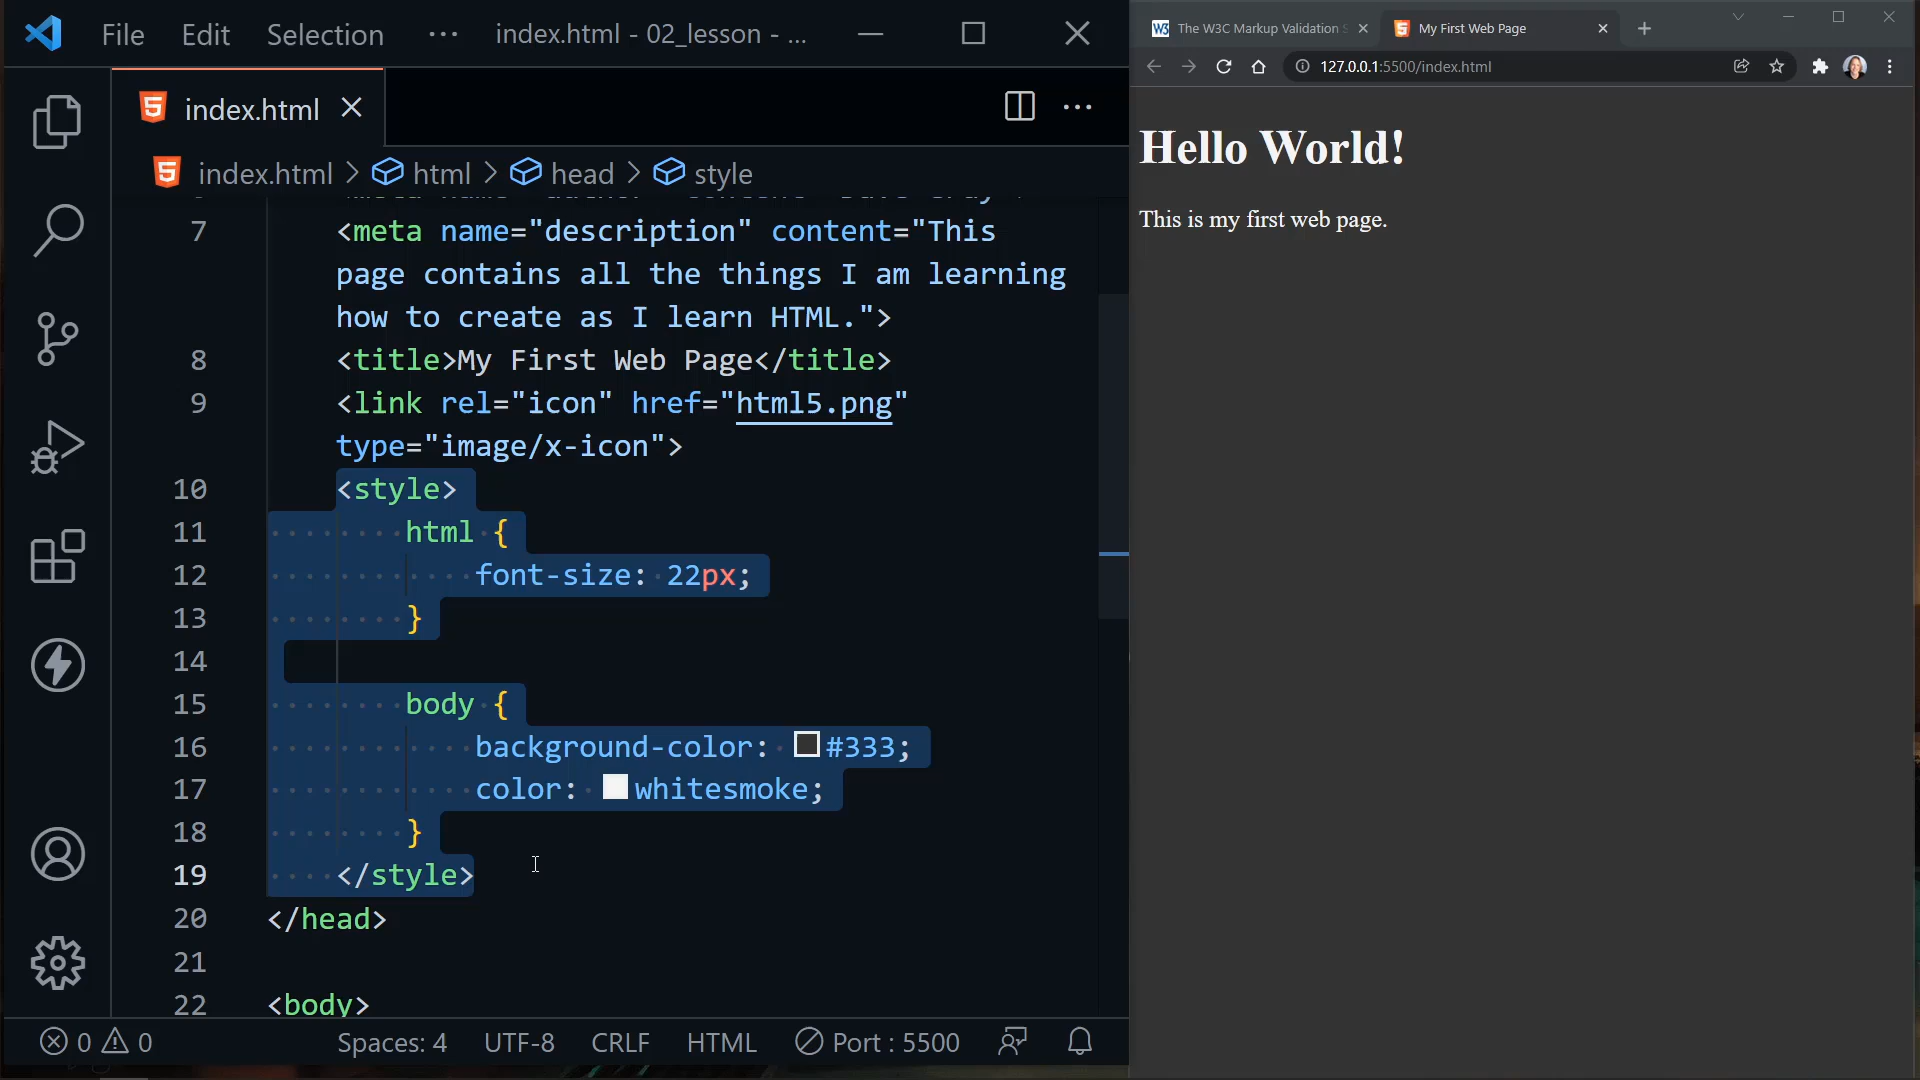 File Edit Selection ··· index.html - 02_lesson - ...
index.html
index.html > html > head > style
7 <meta name="description" content="This
page contains all the things I am learning
how to create as I learn HTML.">
8 <title>My First Web Page</title>
9 <link rel="icon" href="html5.png"
type="image/x-icon">
10 <style>
11 html {
12 font-size: 22px;
13 }
14
15 body {
16 background-color: #333;
17 color: whitesmoke;
18 }
19 </style>
20 </head>
21
22 <body>
0 0 Spaces: 4 UTF-8 CRLF HTML Port : 5500
W3 The W3C Markup Validation My First Web Page
127.0.0.1:5500/index.html
Hello World!
This is my first web page.